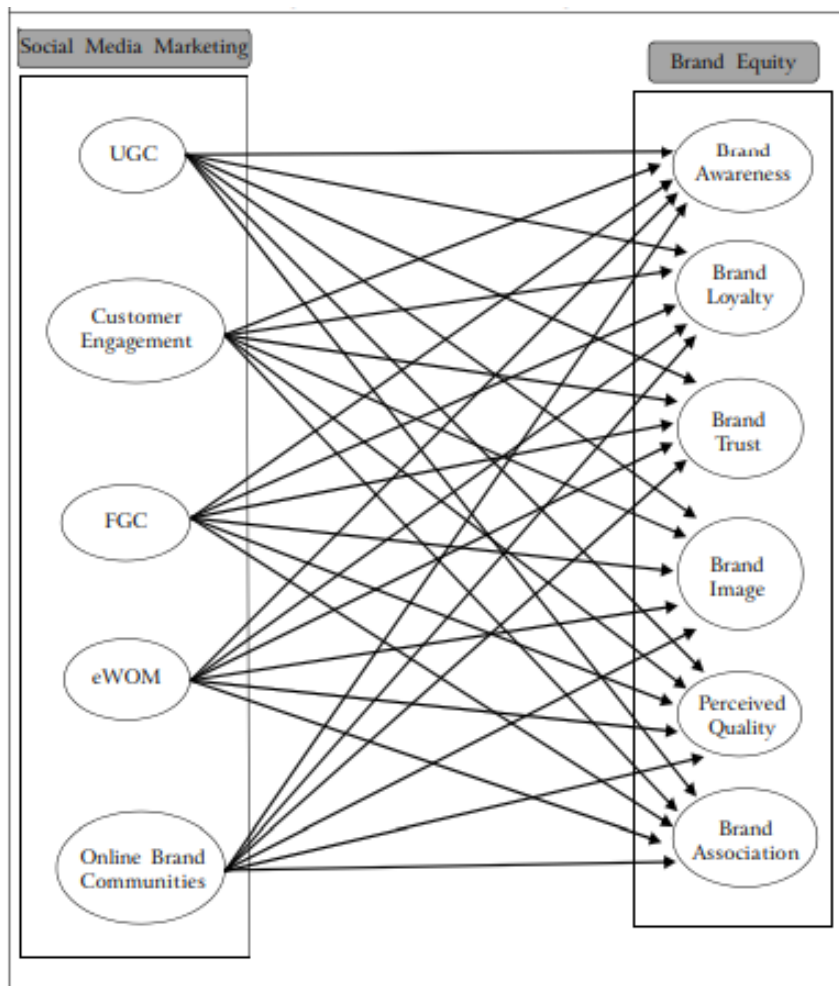 Social Media Marketing
Brand Equity
UGC
Customer
Engagement
FGC
eWOM
Online Brand
Communities
Brand
Awareness
Brand
Loyalty
Brand
Trust
Brand
Image
Perceived
Quality
Brand
Association